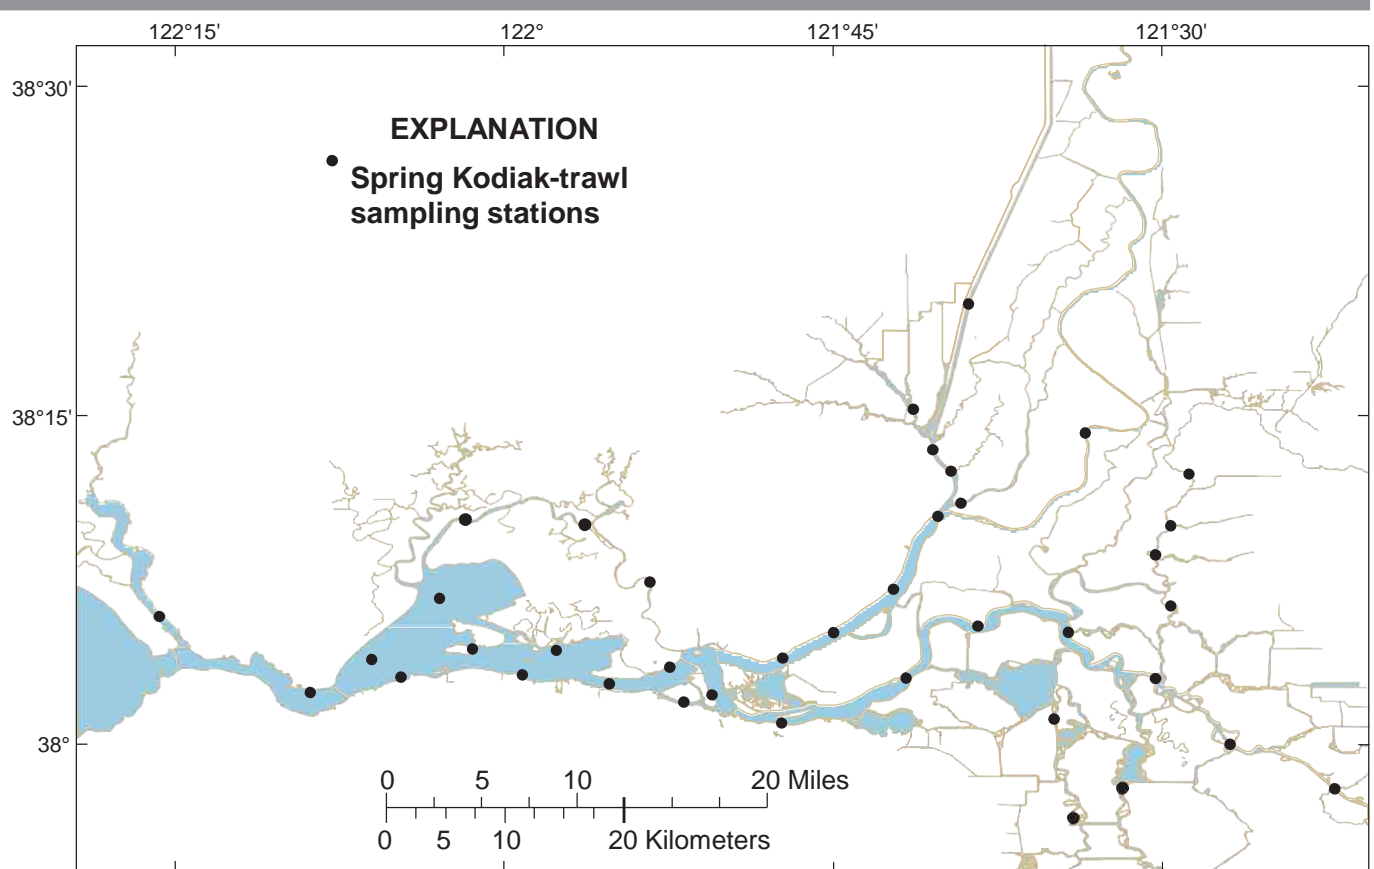 122°15' 122° 121°45' 121°30'
38°30'
EXPLANATION
Spring Kodiak-trawl
sampling stations
38°15'
38°
0 5 10 20 Miles
0 5 10 20 Kilometers